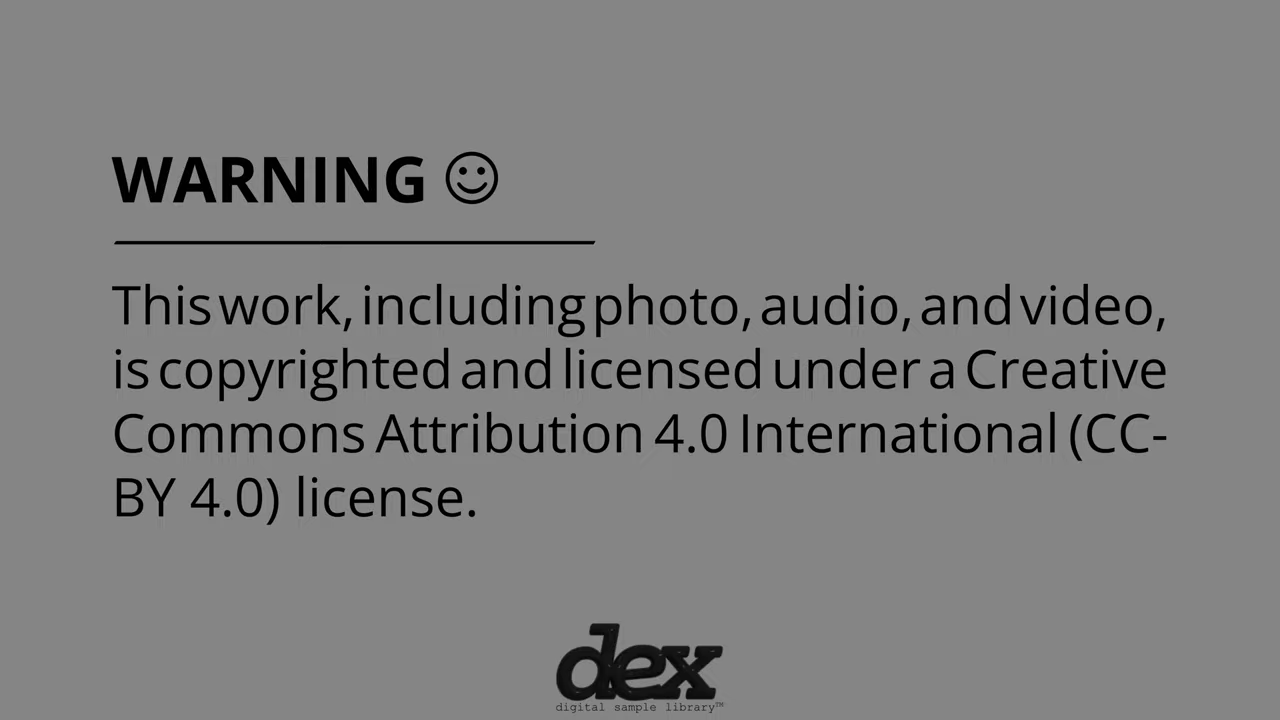 WARNING ☺
This work, including photo, audio, and video,
is copyrighted and licensed under a Creative
Commons Attribution 4.0 International (CC-
BY 4.0) license.
dex
digital sample library™